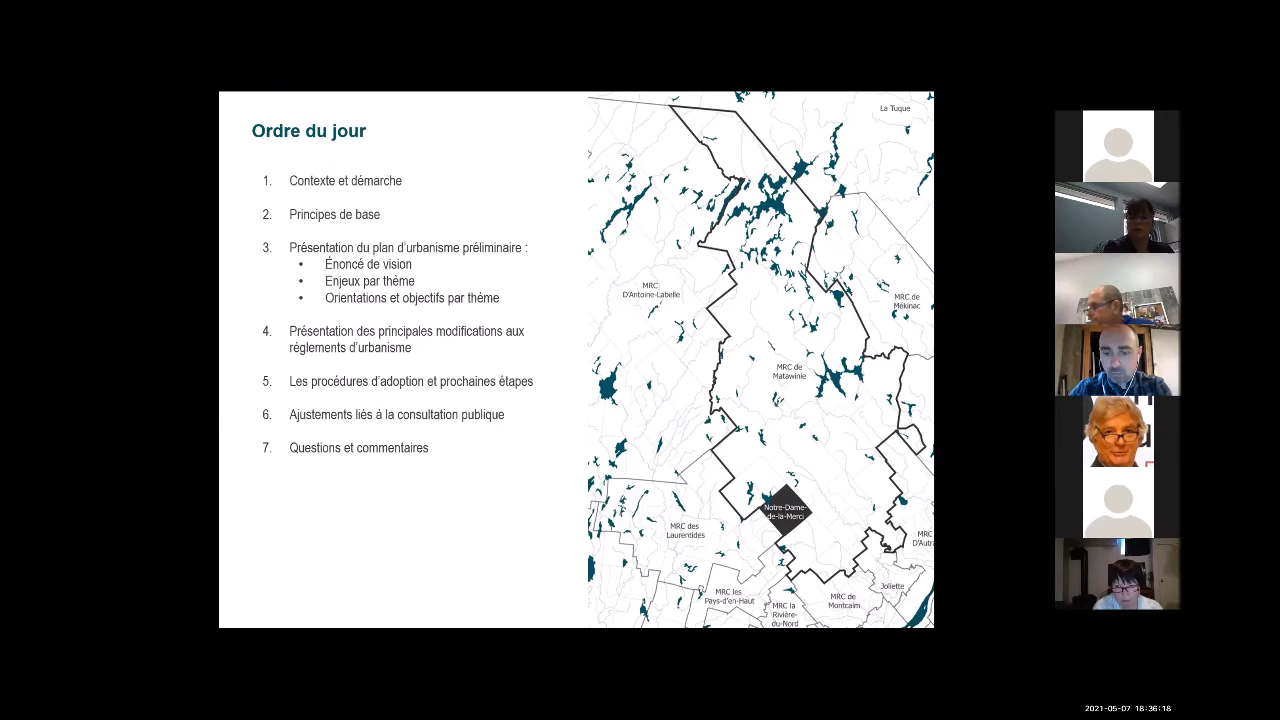 Ordre du jour
1. Contexte et démarche
2. Principes de base
3. Présentation du plan d'urbanisme préliminaire :
• Énoncé de vision
• Enjeux par thème
• Orientations et objectifs par thème
4. Présentation des principales modifications aux
règlements d'urbanisme
5. Les procédures d'adoption et prochaines étapes
6. Ajustements liés à la consultation publique
7. Questions et commentaires
La Tuque
MRC
D'Antoine-Labelle
MRC de
Mékinac
MRC de
Matawinie
Notre-Dame-
de-la-Merci
MRC des
Laurentides
MRC
D'Autra
MRC les
Pays-d'en-Haut
MRC la
Rivière-
du-Nord
MRC de
Montcalm
Joliette
2021-05-07 18:36:18